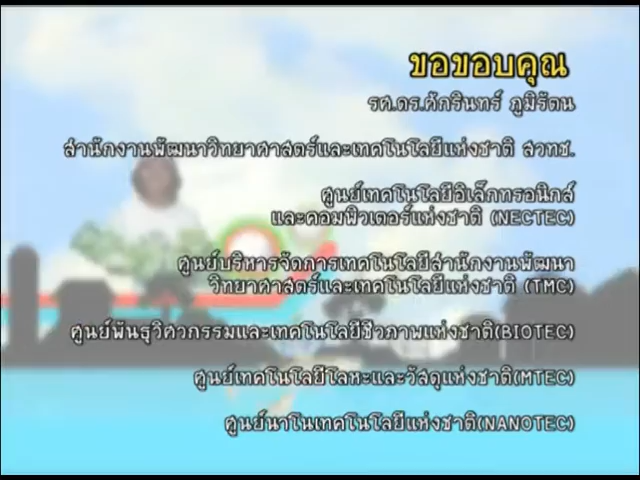 ขอขอบคุณ
รศ.ดร.ศักรินทร์ ภูมิรัตน
สำนักงานพัฒนาวิทยาศาสตร์และเทคโนโลยีแห่งชาติ สวทช.
ศูนย์เทคโนโลยีอิเล็กทรอนิกส์
และคอมพิวเตอร์แห่งชาติ (NECTEC)
ศูนย์บริหารจัดการเทคโนโลยีสำนักงานพัฒนา
วิทยาศาสตร์และเทคโนโลยีแห่งชาติ (TMC)
ศูนย์พันธุวิศวกรรมและเทคโนโลยีชีวภาพแห่งชาติ(BIOTEC)
ศูนย์เทคโนโลยีโลหะและวัสดุแห่งชาติ(MTEC)
ศูนย์นาโนเทคโนโลยีแห่งชาติ(NANOTEC)